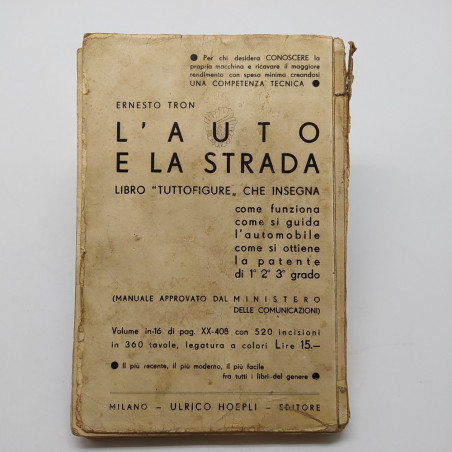 ● Per chi desidera CONOSCERE la
propria macchina e ricavare il maggiore
rendimento con spesa minima creandosi
UNA COMPETENZA TECNICA ●
ERNESTO TRON
L'AUTO
E LA STRADA
LIBRO "TUTTOFIGURE„ CHE INSEGNA
come funziona
come si guida
l'automobile
come si ottiene
la patente
di 1° 2° 3° grado
(MANUALE APPROVATO DAL MINISTERO
DELLE COMUNICAZIONI)
Volume in-16 di pag. XX-408 con 520 incisioni
in 360 tavole, legatura a colori Lire 15.—
● Il più recente, il più moderno, il più facile
fra tutti i libri del genere ●
MILANO — ULRICO HOEPLI — EDITORE